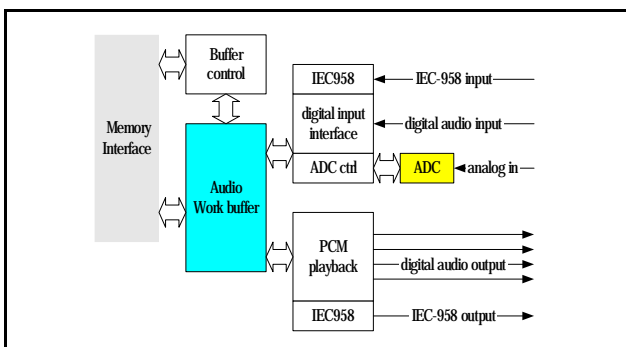 Buffer
control
Memory
Interface
Audio
Work buffer
IEC958
digital input
interface
ADC ctrl
ADC
IEC-958 input
digital audio input
analog in
PCM
playback
IEC958
digital audio output
IEC-958 output